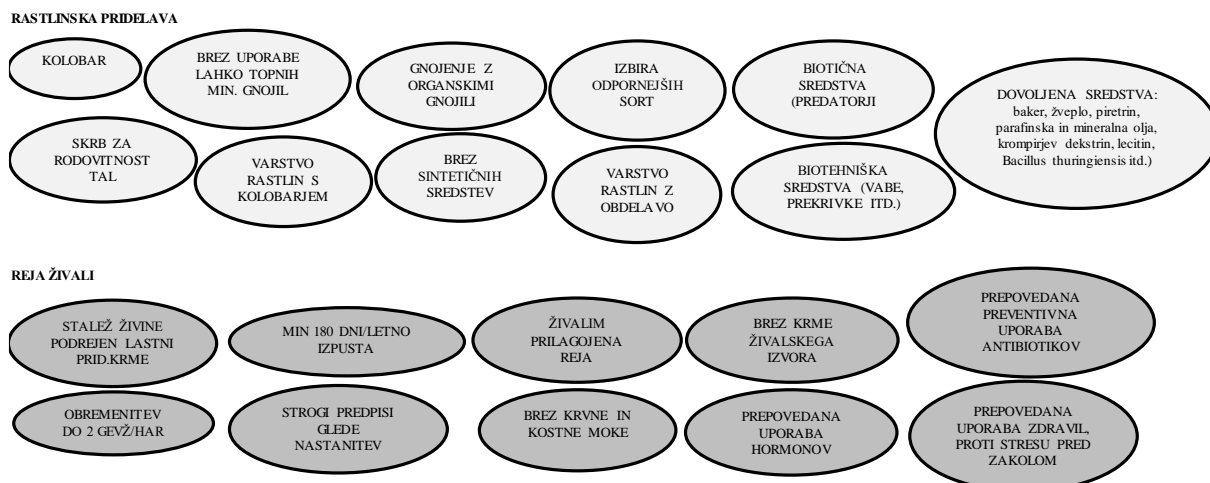 RASTLINSKA PRIDELAVA
KOLOBAR
BREZ UPORABE
LAHKO TOPNIH
MIN. GNOJIL
GNOJENJE Z
ORGANSKIMI
GNOJILI
IZBIRA
ODPORNEJŠIH
SORT
BIOTIČNA
SREDSTVA
(PREDATORJI
DOVOLJENA SREDSTVA:
baker, žveplo, piretrin,
parafinska in mineralna olja,
krompirjev dekstrin, lecitin,
Bacillus thuringiensis itd.)
SKRB ZA
RODOVITNOST
TAL
VARSTVO
RASTLIN S
KOLOBARJEM
BREZ
SINTETIČNIH
SREDSTEV
VARSTVO
RASTLIN Z
OBDELAVO
BIOTEHNIŠKA
SREDSTVA (VABE,
PREKRIVKE ITD.)
REJA ŽIVALI
STALEŽ ŽIVINE
PODREJEN LASTNI
PRID.KRME
MIN 180 DNI/LETNO
IZPUSTA
ŽIVALIM
PRILAGOJENA
REJA
BREZ KRME
ŽIVALSKEGA
IZVORA
PREPOVEDANA
PREVENTIVNA
UPORABA
ANTIBIOTIKOV
OBREMENITEV
DO 2 GEVŽ/HAR
STROGI PREDPISI
GLEDE
NASTANITEV
BREZ KRVNE IN
KOSTNE MOKE
PREPOVEDANA
UPORABA
HORMONOV
PREPOVEDANA
UPORABA ZDRAVIL,
PROTI STRESU PRED
ZAKOLOM